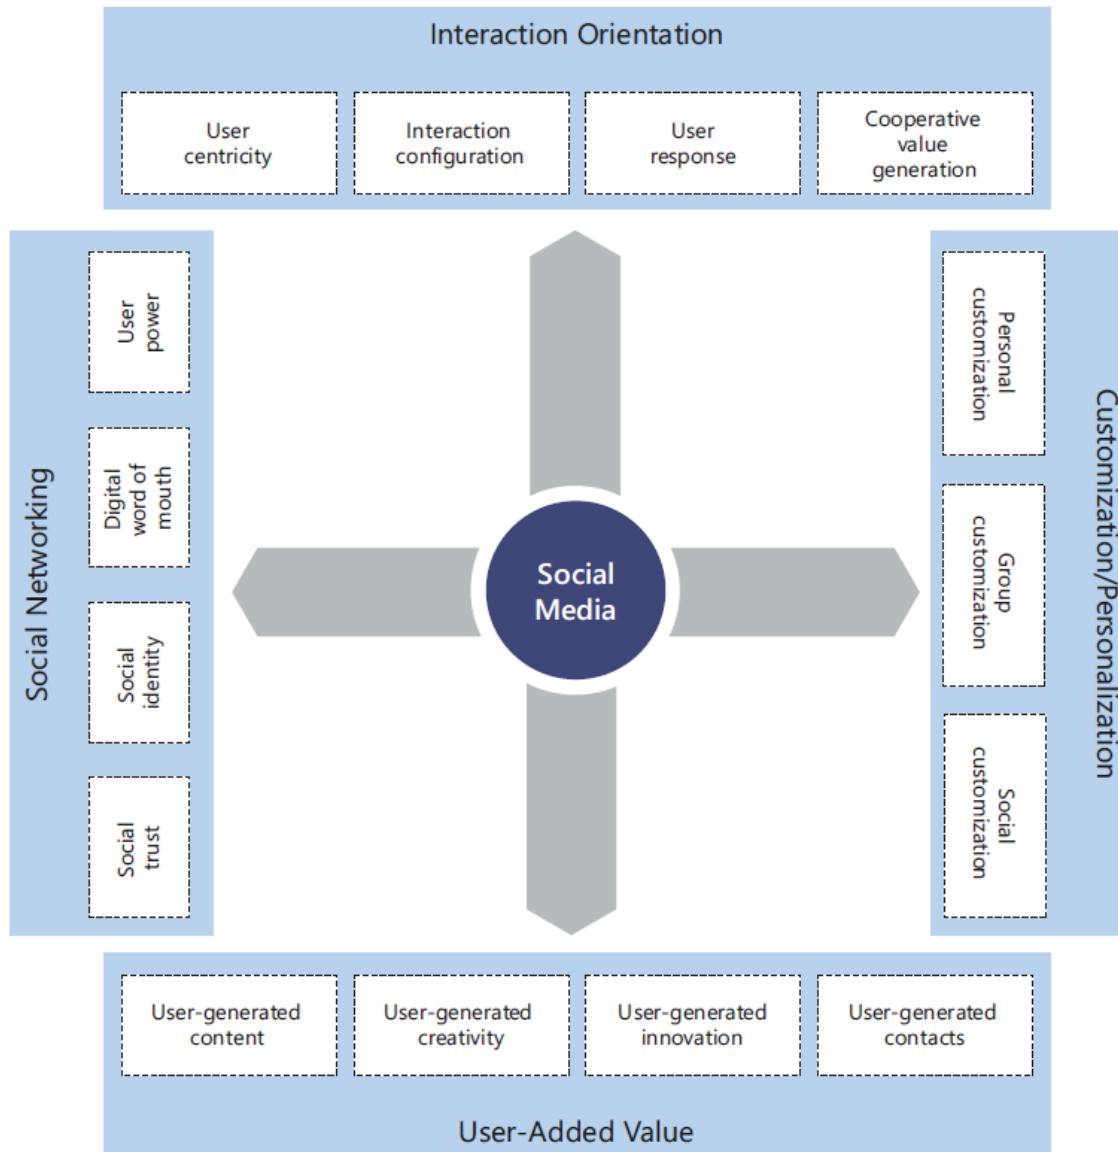 Interaction Orientation
User
centricity
Interaction
configuration
User
response
Cooperative
value
generation
Social Networking
User
power
Digital
word of
mouth
Social
identity
Social
trust
Social
Media
Customization/Personalization
Personal
customization
Group
customization
Social
customization
User-generated
content
User-generated
creativity
User-generated
innovation
User-generated
contacts
User-Added Value